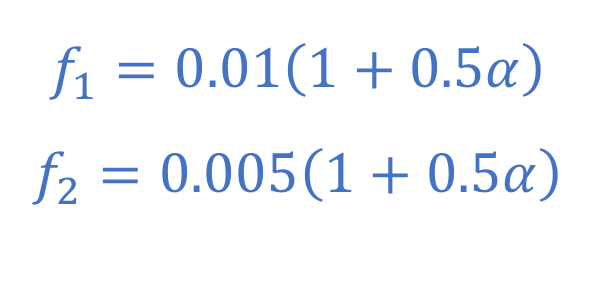 f₁ = 0.01(1 + 0.5α)
f₂ = 0.005(1 + 0.5α)